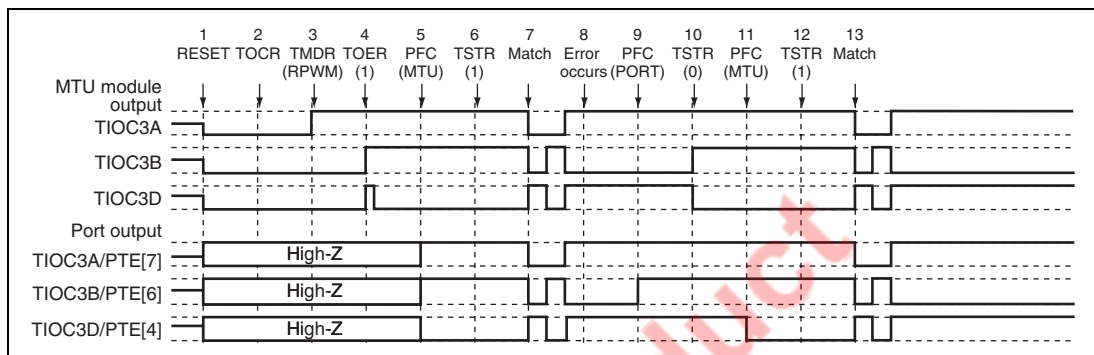 1 2 3 4 5 6 7 8 9 10 11 12 13
RESET TOCR TMDR TOER PFC TSTR Match Error PFC TSTR PFC TSTR Match
(RPWM) (1) (MTU) (1) occurs (PORT) (0) (MTU) (1)
MTU module
output
TIOC3A
TIOC3B
TIOC3D
Port output
TIOC3A/PTE[7] High-Z
TIOC3B/PTE[6] High-Z
TIOC3D/PTE[4] High-Z
duct